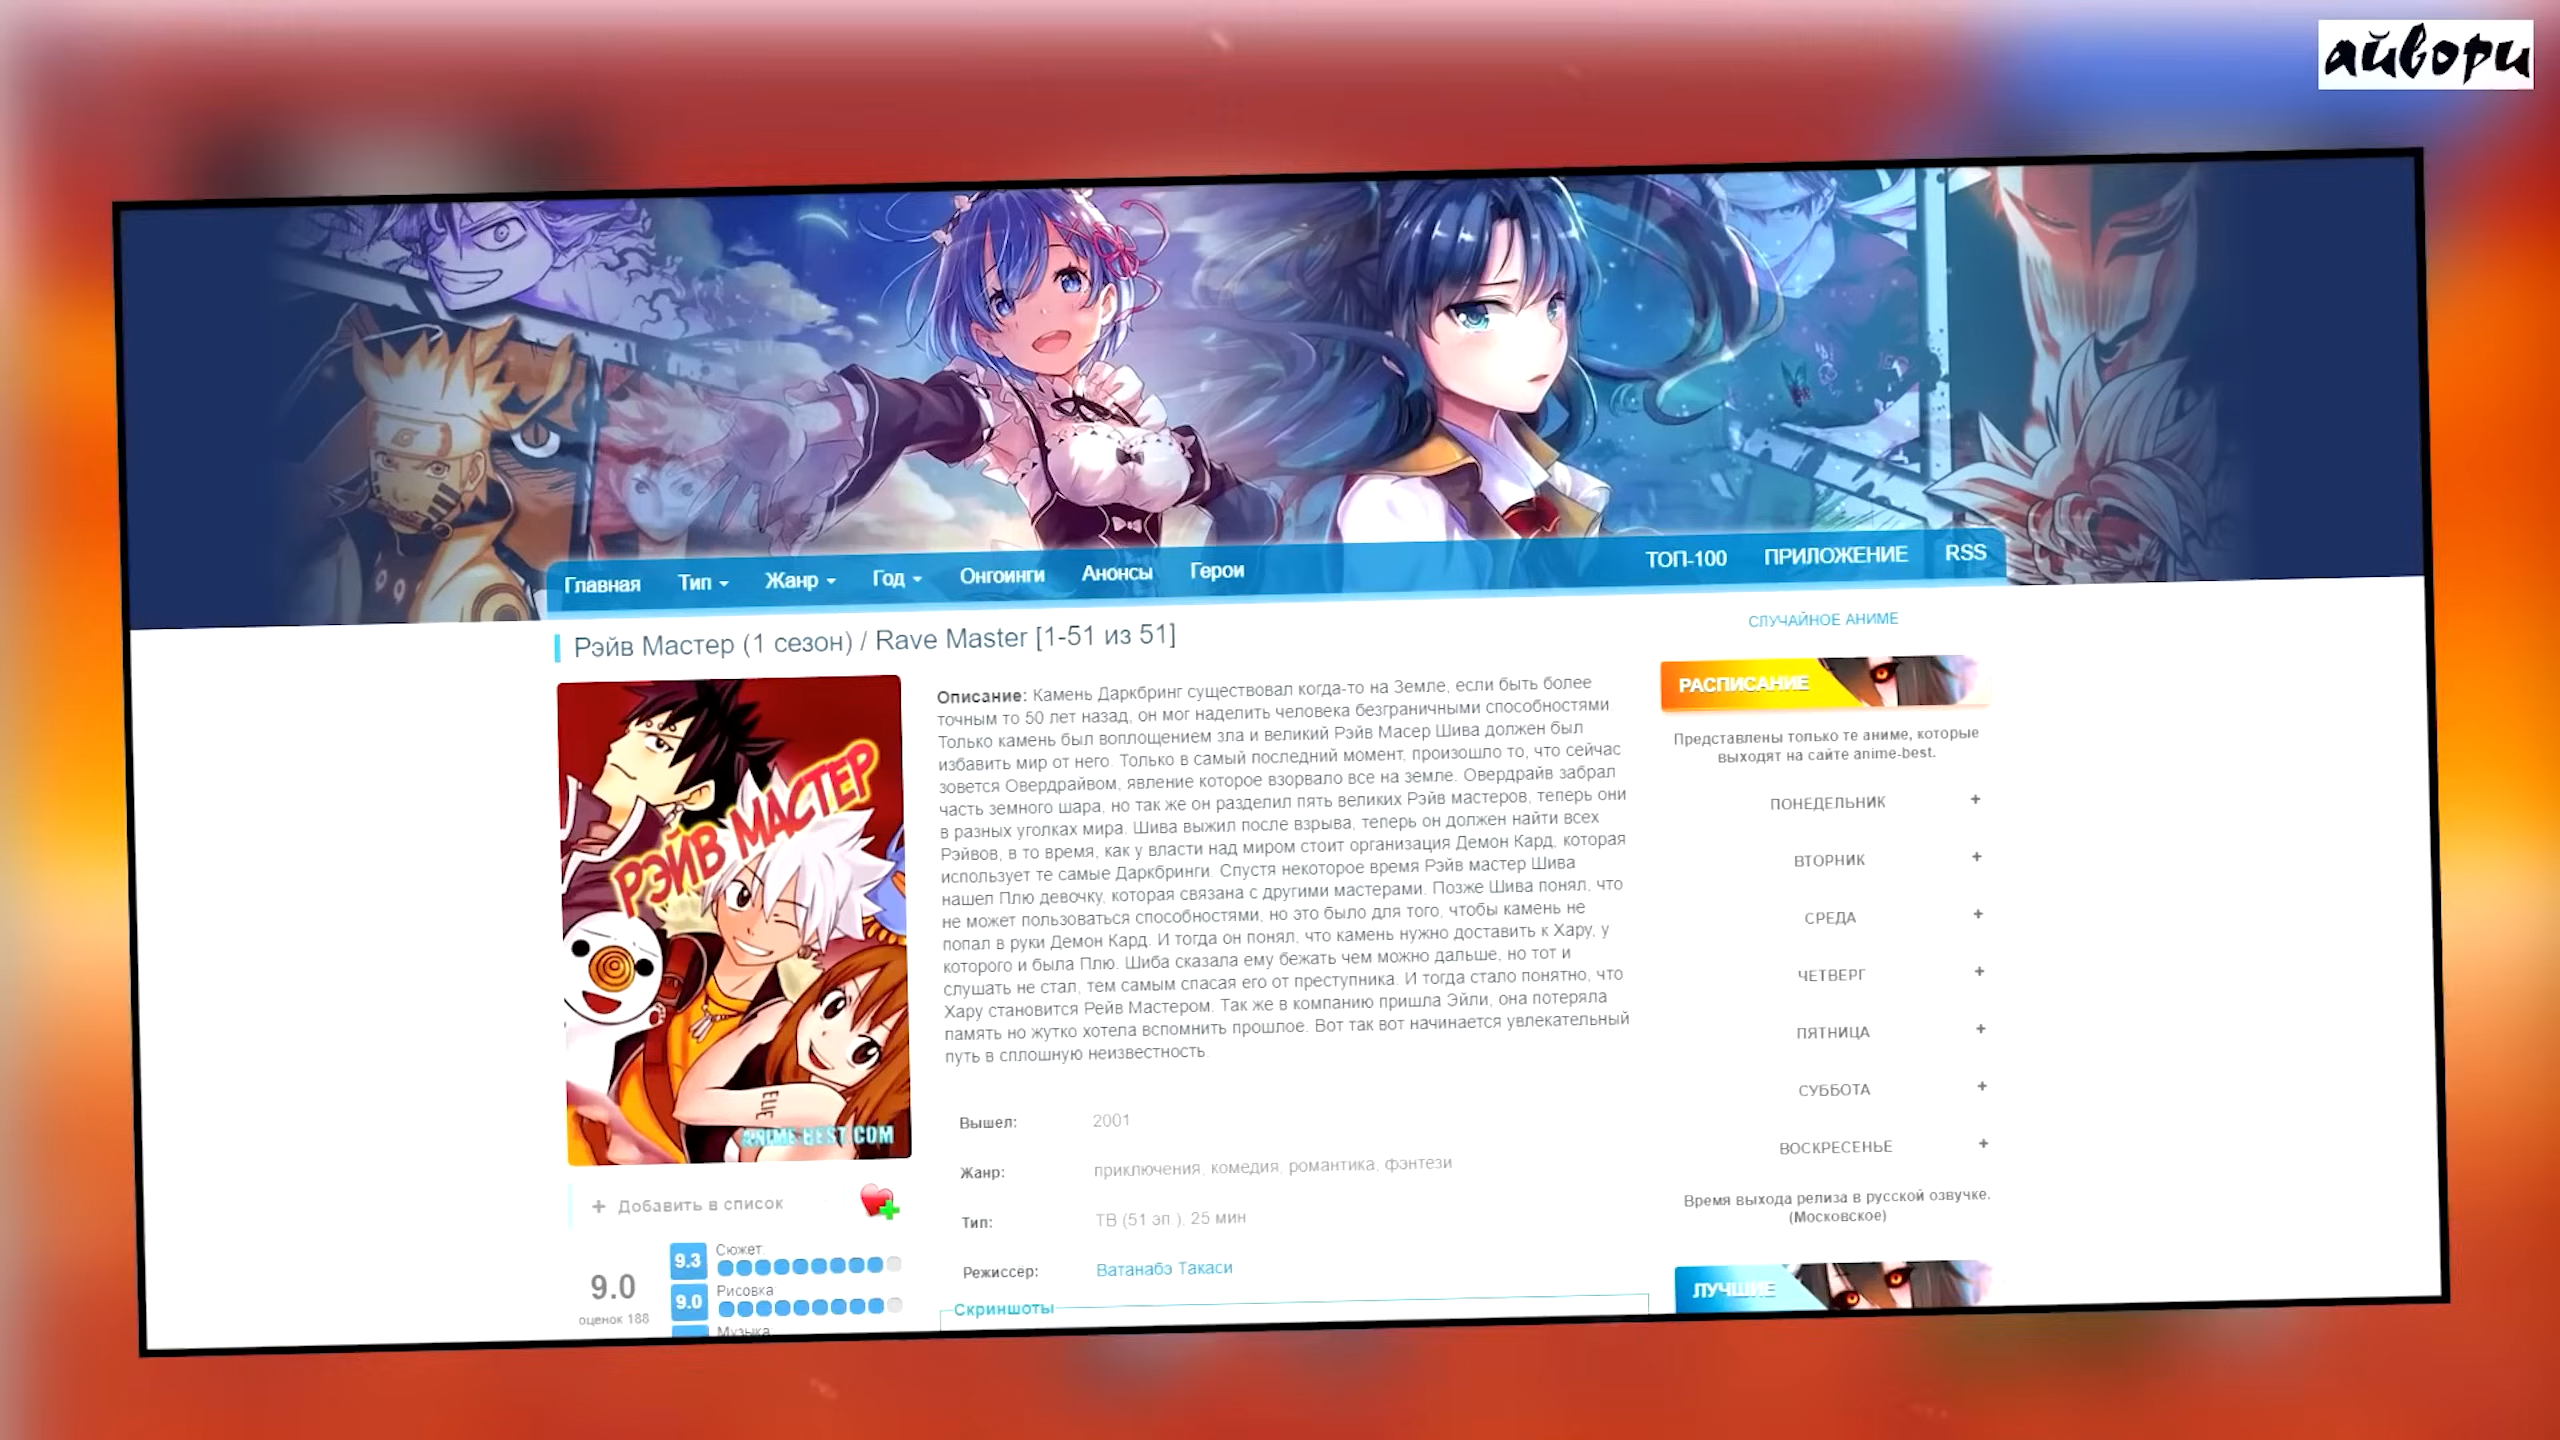 айвори
Главная Тип Жанр Год Онгоинги Анонсы Герои ТОП-100 ПРИЛОЖЕНИЕ RSS
Рэйв Мастер (1 сезон) / Rave Master [1-51 из 51]
РЭЙВ МАСТЕР
ELIE
ANIME-BEST.COM
Добавить в список
9.0
оценок 188
9.3 Сюжет:
9.0 Рисовка
Музыка
Описание: Камень Даркбринг существовал когда-то на Земле, если быть более
точным то 50 лет назад, он мог наделить человека безграничными способностями.
Только камень был воплощением зла и великий Рэйв Масер Шива должен был
избавить мир от него. Только в самый последний момент, произошло то, что сейчас
зовется Овердрайвом, явление которое взорвало все на земле. Овердрайв забрал
часть земного шара, но так же он разделил пять великих Рэйв мастеров, теперь они
в разных уголках мира. Шива выжил после взрыва, теперь он должен найти всех
Рэйвов, в то время, как у власти над миром стоит организация Демон Кард, которая
использует те самые Даркбринги. Спустя некоторое время Рэйв мастер Шива
нашел Плю девочку, которая связана с другими мастерами. Позже Шива понял, что
не может пользоваться способностями, но это было для того, чтобы камень не
попал в руки Демон Кард. И тогда он понял, что камень нужно доставить к Хару, у
которого и была Плю. Шиба сказала ему бежать чем можно дальше, но тот и
слушать не стал, тем самым спасая его от преступника. И тогда стало понятно, что
Хару становится Рейв Мастером. Так же в компанию пришла Эйли, она потеряла
память но жутко хотела вспомнить прошлое. Вот так вот начинается увлекательный
путь в сплошную неизвестность.
Вышел: 2001
Жанр: приключения, комедия, романтика, фэнтези
Тип: ТВ (51 эп.), 25 мин
Режиссёр: Ватанабэ Такаси
Скриншоты
СЛУЧАЙНОЕ АНИМЕ
РАСПИСАНИЕ
Представлены только те аниме, которые
выходят на сайте anime-best.
ПОНЕДЕЛЬНИК +
ВТОРНИК +
СРЕДА +
ЧЕТВЕРГ +
ПЯТНИЦА +
СУББОТА +
ВОСКРЕСЕНЬЕ +
Время выхода релиза в русской озвучке.
(Московское)
ЛУЧШИЕ